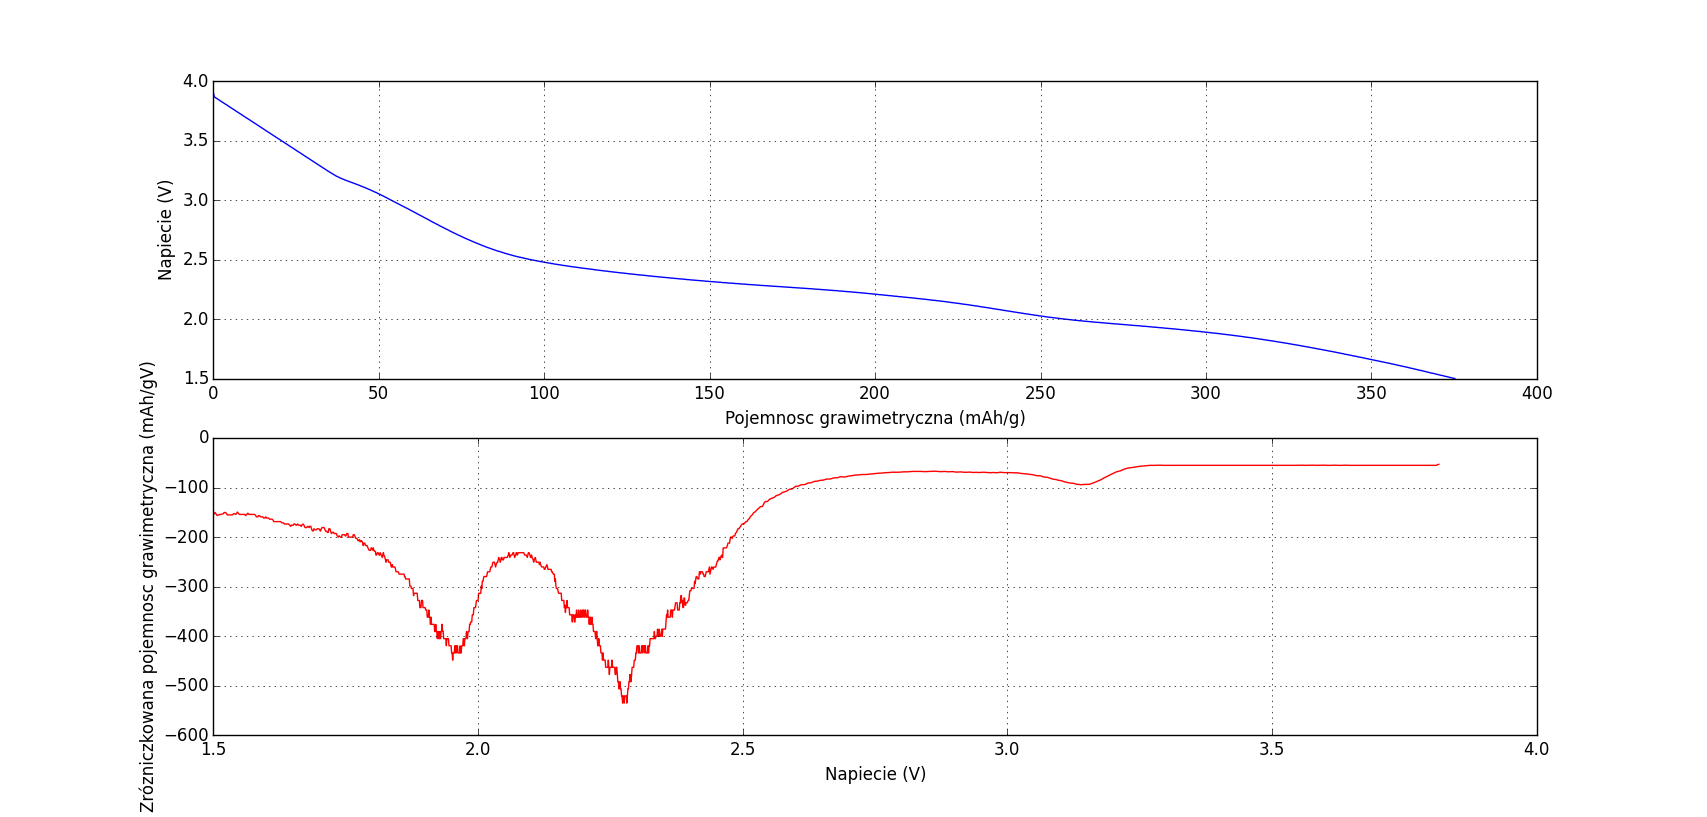 4.0
3.5
3.0
2.5
2.0
1.5
Napiecie (V)
0 50 100 150 200 250 300 350 400
Pojemnosc grawimetryczna (mAh/g)
0
−100
−200
−300
−400
−500
−600
Zrózniczkowana pojemnosc grawimetryczna (mAh/gV)
1.5 2.0 2.5 3.0 3.5 4.0
Napiecie (V)